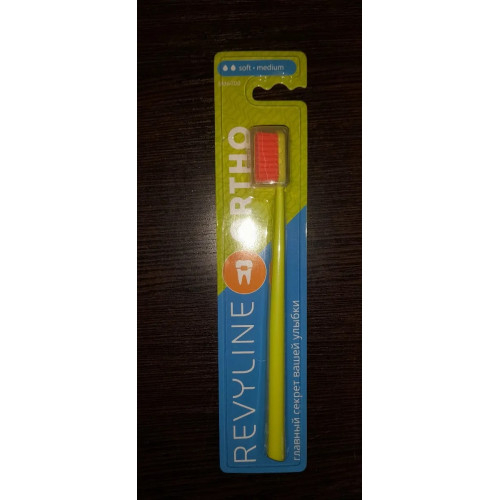 soft • medium
REVYLINE
ORTHO
главный секрет вашей улыбки